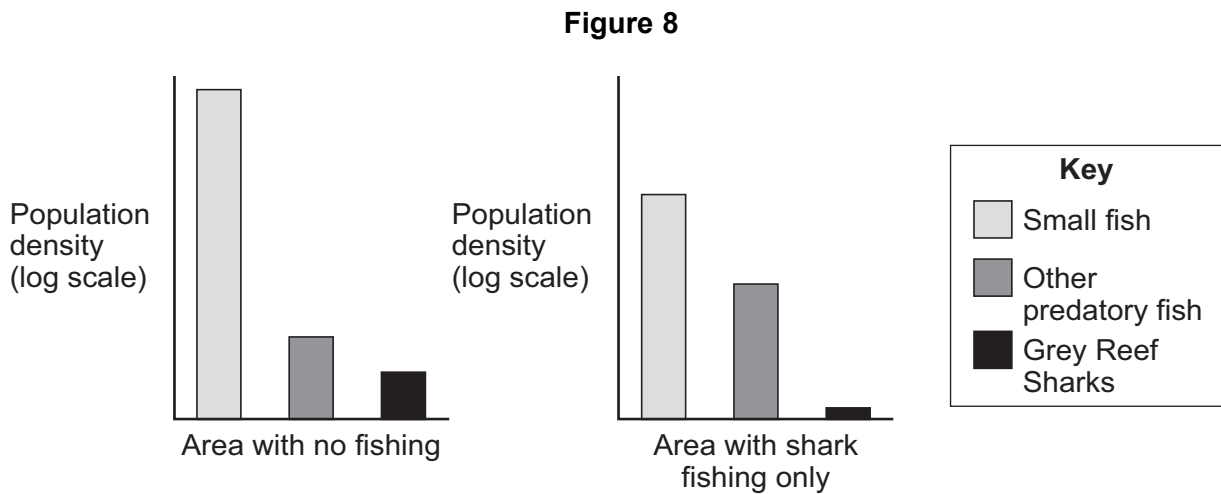 Figure 8
Population
density
(log scale)
Area with no fishing
Population
density
(log scale)
Area with shark
fishing only
Key
Small fish
Other
predatory fish
Grey Reef
Sharks